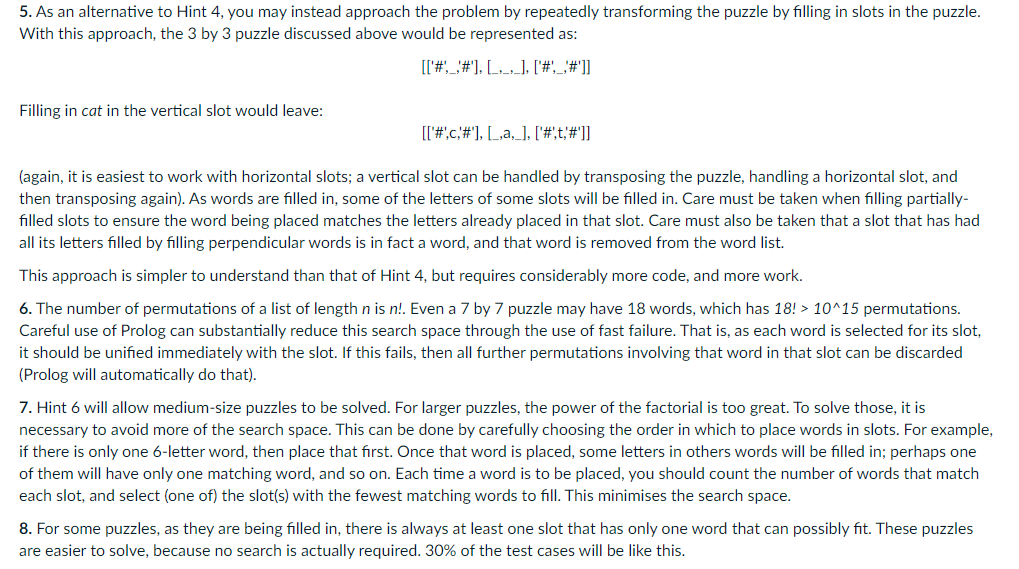 5. As an alternative to Hint 4, you may instead approach the problem by repeatedly transforming the puzzle by filling in slots in the puzzle.
With this approach, the 3 by 3 puzzle discussed above would be represented as:
[['#',_,'#'], [_,_,_], ['#',_,'#']]
Filling in cat in the vertical slot would leave:
[['#',c,'#'], [_,a,_], ['#',t,'#']]
(again, it is easiest to work with horizontal slots; a vertical slot can be handled by transposing the puzzle, handling a horizontal slot, and
then transposing again). As words are filled in, some of the letters of some slots will be filled in. Care must be taken when filling partially-
filled slots to ensure the word being placed matches the letters already placed in that slot. Care must also be taken that a slot that has had
all its letters filled by filling perpendicular words is in fact a word, and that word is removed from the word list.
This approach is simpler to understand than that of Hint 4, but requires considerably more code, and more work.
6. The number of permutations of a list of length n is n!. Even a 7 by 7 puzzle may have 18 words, which has 18! > 10^15 permutations.
Careful use of Prolog can substantially reduce this search space through the use of fast failure. That is, as each word is selected for its slot,
it should be unified immediately with the slot. If this fails, then all further permutations involving that word in that slot can be discarded
(Prolog will automatically do that).
7. Hint 6 will allow medium-size puzzles to be solved. For larger puzzles, the power of the factorial is too great. To solve those, it is
necessary to avoid more of the search space. This can be done by carefully choosing the order in which to place words in slots. For example,
if there is only one 6-letter word, then place that first. Once that word is placed, some letters in others words will be filled in; perhaps one
of them will have only one matching word, and so on. Each time a word is to be placed, you should count the number of words that match
each slot, and select (one of) the slot(s) with the fewest matching words to fill. This minimises the search space.
8. For some puzzles, as they are being filled in, there is always at least one slot that has only one word that can possibly fit. These puzzles
are easier to solve, because no search is actually required. 30% of the test cases will be like this.